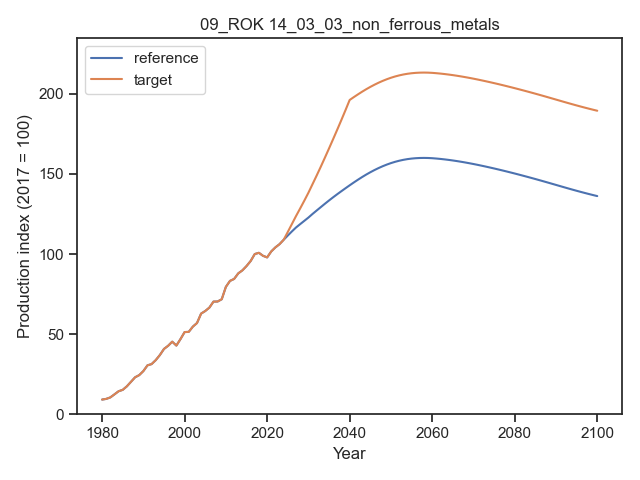 09_ROK 14_03_03_non_ferrous_metals
reference
target
Production index (2017 = 100)
200
150
100
50
0
1980
2000
2020
2040
2060
2080
2100
Year